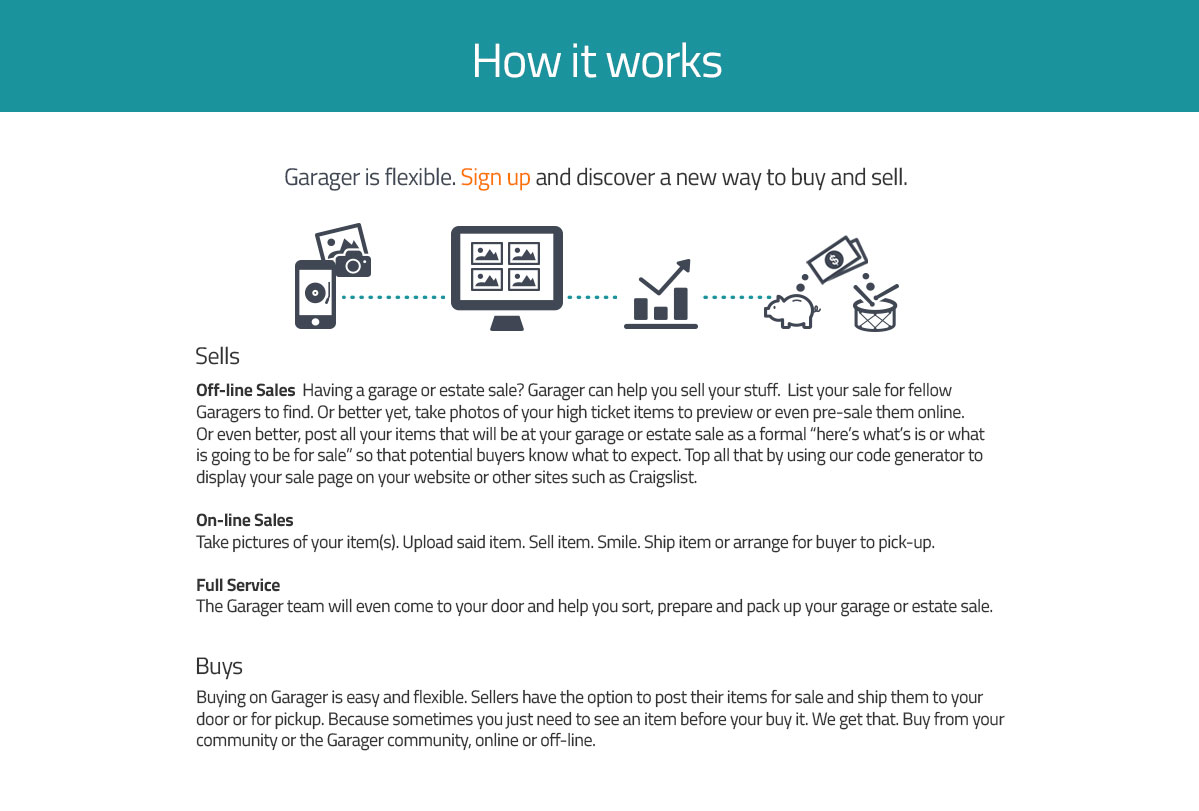 How it works
Garager is flexible. Sign up and discover a new way to buy and sell.
$
Sells
Off-line Sales  Having a garage or estate sale? Garager can help you sell your stuff.  List your sale for fellow
Garagers to find. Or better yet, take photos of your high ticket items to preview or even pre-sale them online.
Or even better, post all your items that will be at your garage or estate sale as a formal “here’s what’s is or what
is going to be for sale” so that potential buyers know what to expect. Top all that by using our code generator to
display your sale page on your website or other sites such as Craigslist.
On-line Sales
Take pictures of your item(s). Upload said item. Sell item. Smile. Ship item or arrange for buyer to pick-up.
Full Service
The Garager team will even come to your door and help you sort, prepare and pack up your garage or estate sale.
Buys
Buying on Garager is easy and flexible. Sellers have the option to post their items for sale and ship them to your
door or for pickup. Because sometimes you just need to see an item before your buy it. We get that. Buy from your
community or the Garager community, online or off-line.